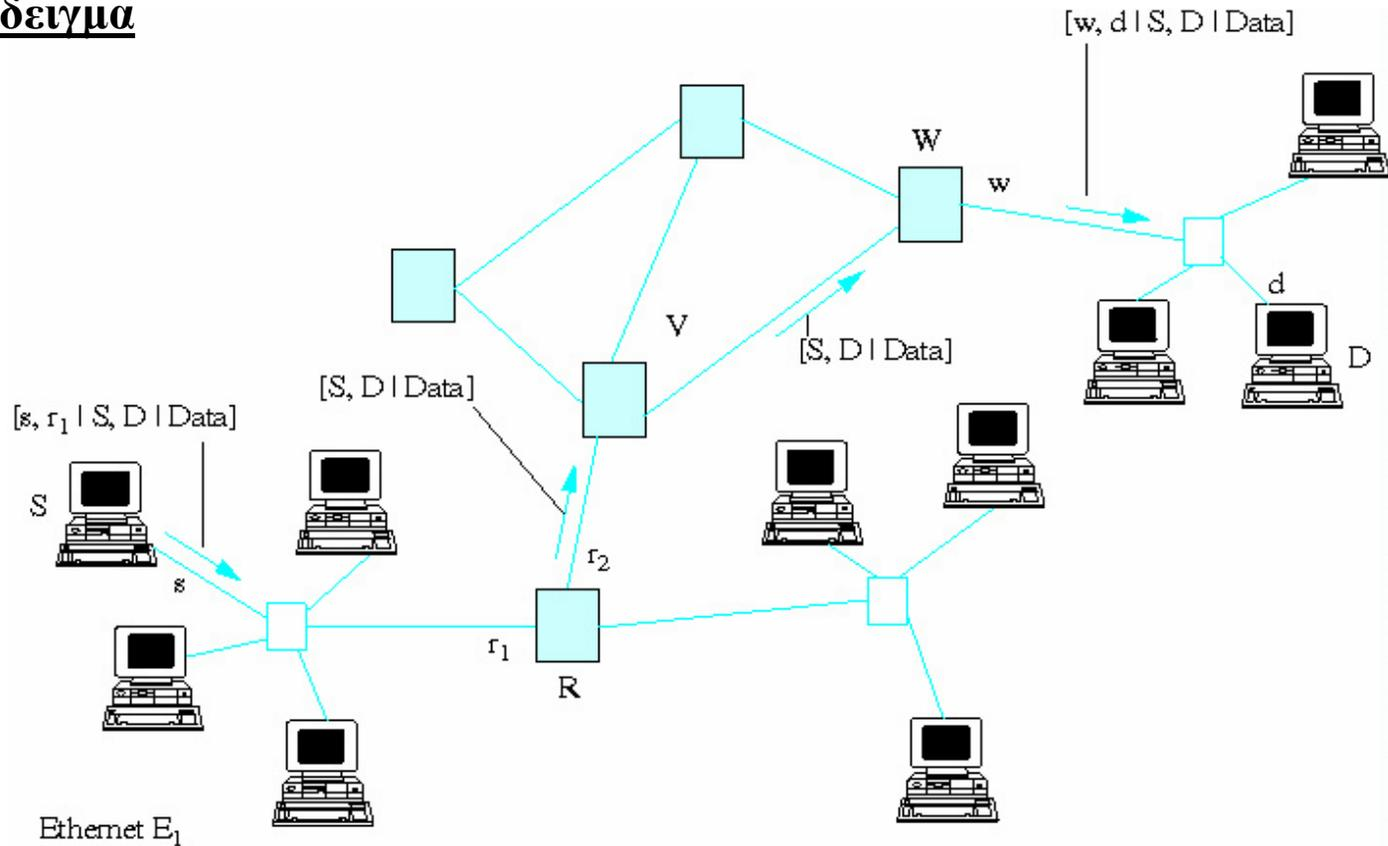 δειγμα
[w, d | S, D | Data]
W
w
d
D
V
[S, D | Data]
[S, D | Data]
[s, r₁ | S, D | Data]
S
s
r₂
r₁
R
Ethernet E₁